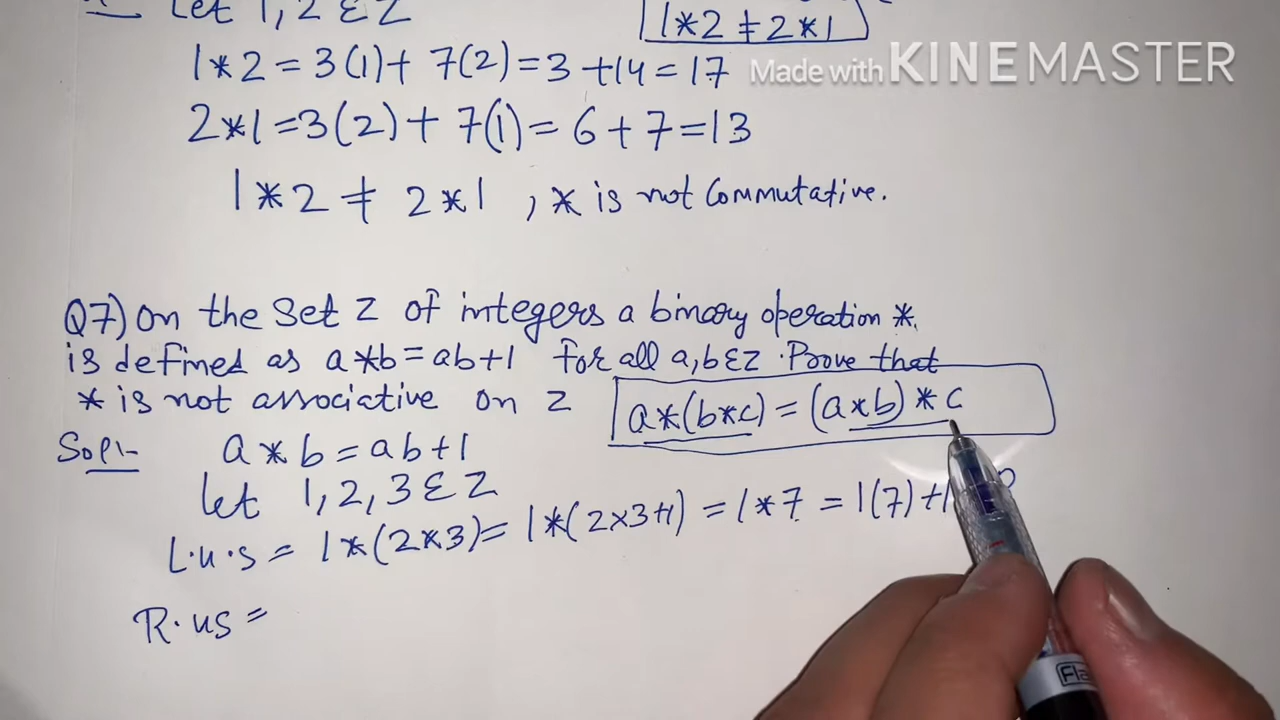 Let 1, 2 Ɛ Z
1*2 ≠ 2*1
1*2 = 3(1)+ 7(2)=3+14=17
Made with KINEMASTER
2*1=3(2)+ 7(1)= 6+7=13
1*2 ≠ 2*1 , * is not Commutative.
Q7) On the Set Z of integers a binary operation *.
is defined as a*b=ab+1 for all a,bƐZ. Prove that
* is not associative on Z
a*(b*c) = (a*b)*c
Sol:-
a*b = ab+1
Let 1, 2, 3 Ɛ Z
L.H.S = 1*(2*3)= 1*(2×3+1) = 1*7 = 1(7)+1
R.HS =
Fla